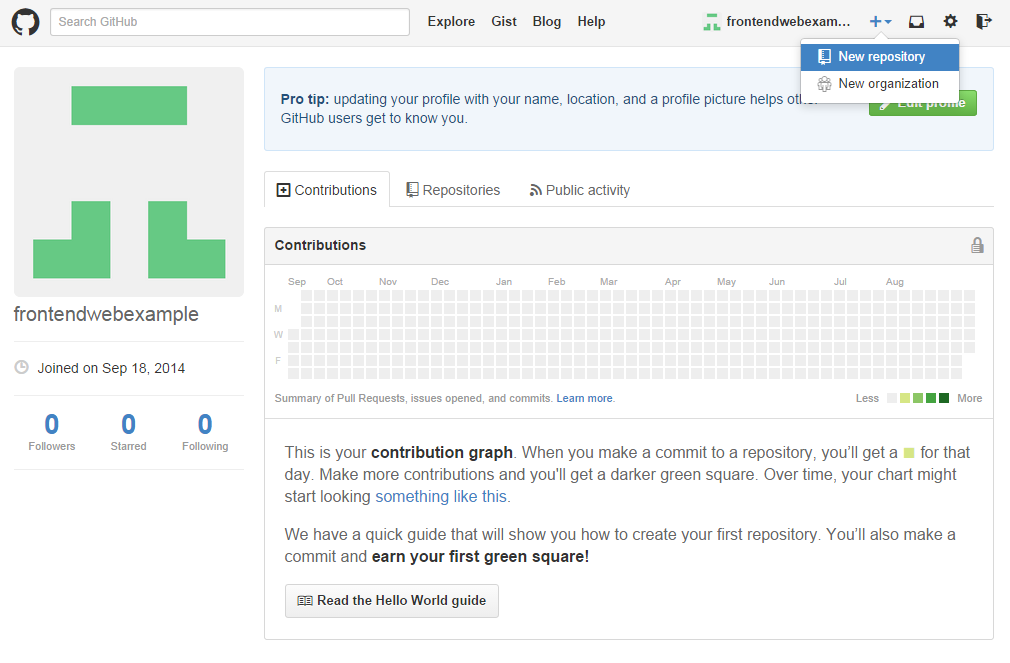 Search GitHub
Explore Gist Blog Help
frontendwebexam...
New repository
New organization
Pro tip: updating your profile with your name, location, and a profile picture helps
GitHub users get to know you.
Edit profile
Contributions Repositories Public activity
Contributions
Sep Oct Nov Dec Jan Feb Mar Apr May Jun Jul Aug
M
W
F
Summary of Pull Requests, issues opened, and commits. Learn more.
Less More
frontendwebexample
Joined on Sep 18, 2014
0 0 0
Followers Starred Following
This is your contribution graph. When you make a commit to a repository, you'll get a for that
day. Make more contributions and you'll get a darker green square. Over time, your chart might
start looking something like this.
We have a quick guide that will show you how to create your first repository. You'll also make a
commit and earn your first green square!
Read the Hello World guide